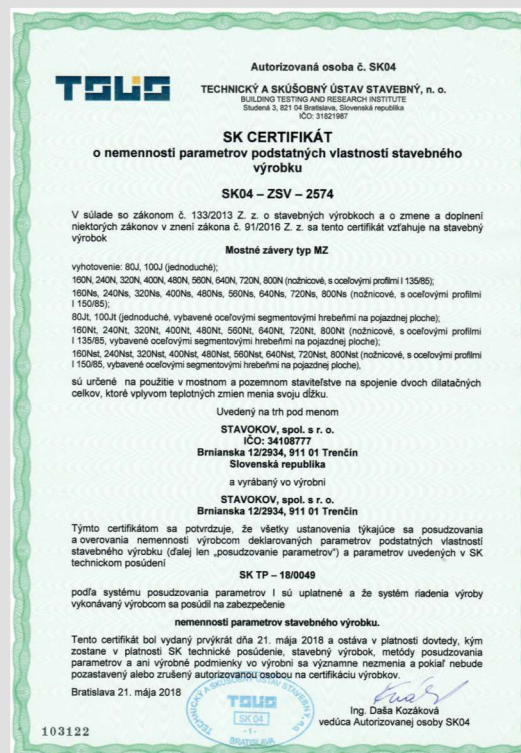 Autorizovaná osoba č. SK04
TSÚS
TECHNICKÝ A SKÚŠOBNÝ ÚSTAV STAVEBNÝ, n. o.
BUILDING TESTING AND RESEARCH INSTITUTE
Studená 3, 821 04 Bratislava, Slovenská republika
IČO: 31821987
SK CERTIFIKÁT
o nemennosti parametrov podstatných vlastností stavebného
výrobku
SK04 – ZSV – 2574
V súlade so zákonom č. 133/2013 Z. z. o stavebných výrobkoch a o zmene a doplnení
niektorých zákonov v znení zákona č. 91/2016 Z. z. sa tento certifikát vzťahuje na stavebný
výrobok
Mostné závery typ MZ
vyhotovenie: 80J, 100J (jednoduché);
160N, 240N, 320N, 400N, 480N, 560N, 640N, 720N, 800N (nožnicové, s oceľovými profilmi I 135/85);
160Ns, 240Ns, 320Ns, 400Ns, 480Ns, 560Ns, 640Ns, 720Ns, 800Ns (nožnicové, s oceľovými profilmi
I 150/85);
80Jt, 100Jt (jednoduché, vybavené oceľovými segmentovými hrebeňmi na pojazdnej ploche);
160Nt, 240Nt, 320Nt, 400Nt, 480Nt, 560Nt, 640Nt, 720Nt, 800Nt (nožnicové, s oceľovými profilmi
I 135/85, vybavené oceľovými segmentovými hrebeňmi na pojazdnej ploche);
160Nst, 240Nst, 320Nst, 400Nst, 480Nst, 560Nst, 640Nst, 720Nst, 800Nst (nožnicové, s oceľovými profilmi
I 150/85, vybavené oceľovými segmentovými hrebeňmi na pojazdnej ploche),
sú určené na použitie v mostnom a pozemnom staviteľstve na spojenie dvoch dilatačných
celkov, ktoré vplyvom teplotných zmien menia svoju dĺžku.
Uvedený na trh pod menom
STAVOKOV, spol. s r. o.
IČO: 34108777
Brnianska 12/2934, 911 01 Trenčín
Slovenská republika
a vyrábaný vo výrobni
STAVOKOV, spol. s r. o.
Brnianska 12/2934, 911 01 Trenčín
Týmto certifikátom sa potvrdzuje, že všetky ustanovenia týkajúce sa posudzovania
a overovania nemennosti výrobcom deklarovaných parametrov podstatných vlastností
stavebného výrobku (ďalej len „posudzovanie parametrov“) a parametrov uvedených v SK
technickom posúdení
SK TP – 18/0049
podľa systému posudzovania parametrov I sú uplatnené a že systém riadenia výroby
vykonávaný výrobcom sa posúdil na zabezpečenie
nemennosti parametrov stavebného výrobku.
Tento certifikát bol vydaný prvýkrát dňa 21. mája 2018 a ostáva v platnosti dovtedy, kým
zostane v platnosti SK technické posúdenie, stavebný výrobok, metódy posudzovania
parametrov a ani výrobné podmienky vo výrobni sa významne nezmenia a pokiaľ nebude
pozastavený alebo zrušený autorizovanou osobou na certifikáciu výrobkov.
Bratislava 21. mája 2018
TECHNICKÝ A SKÚŠOBNÝ ÚSTAV STAVEBNÝ, n.o.
TSÚS
SK 04
-1-
BRATISLAVA
Ing. Daša Kozáková
vedúca Autorizovanej osoby SK04
103122